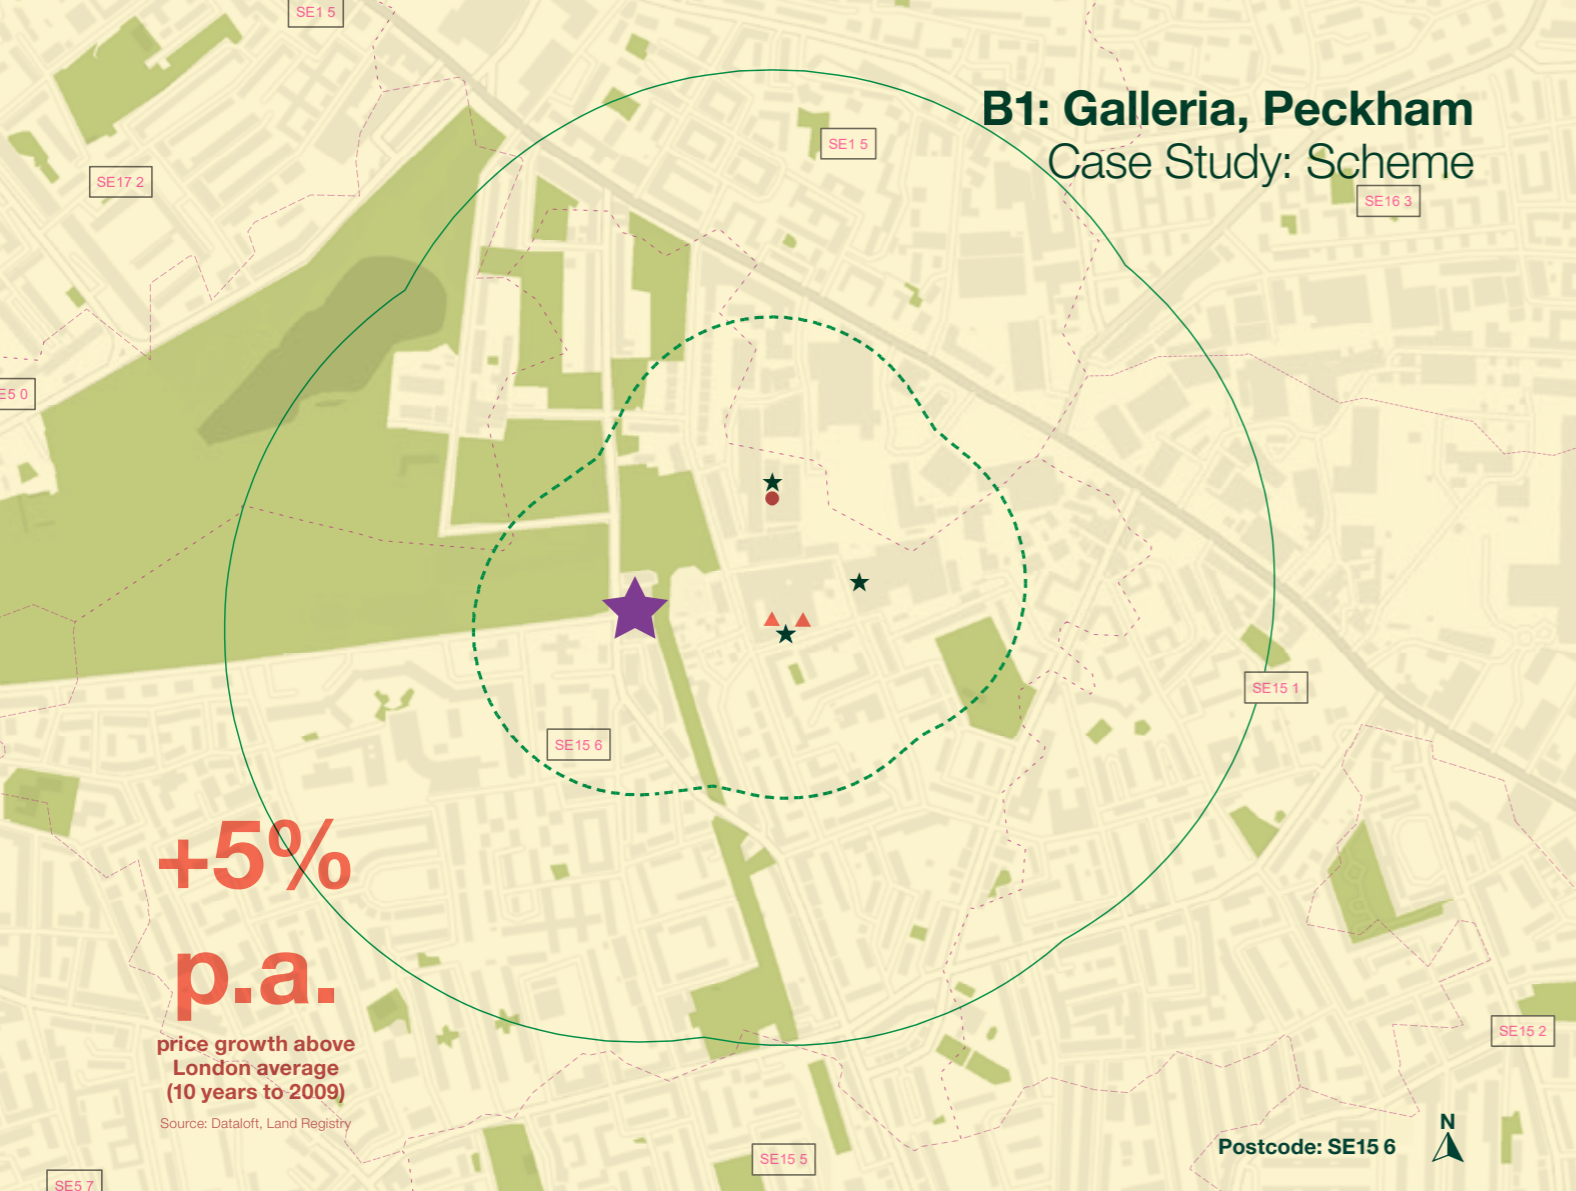 SE1 5
B1: Galleria, Peckham
Case Study: Scheme
SE1 5
SE17 2
SE16 3
E5 0
SE15 1
SE15 6
+5%
p.a.
price growth above
London average
(10 years to 2009)
Source: Dataloft, Land Registry
SE15 2
N
Postcode: SE15 6
SE15 5
SE5 7